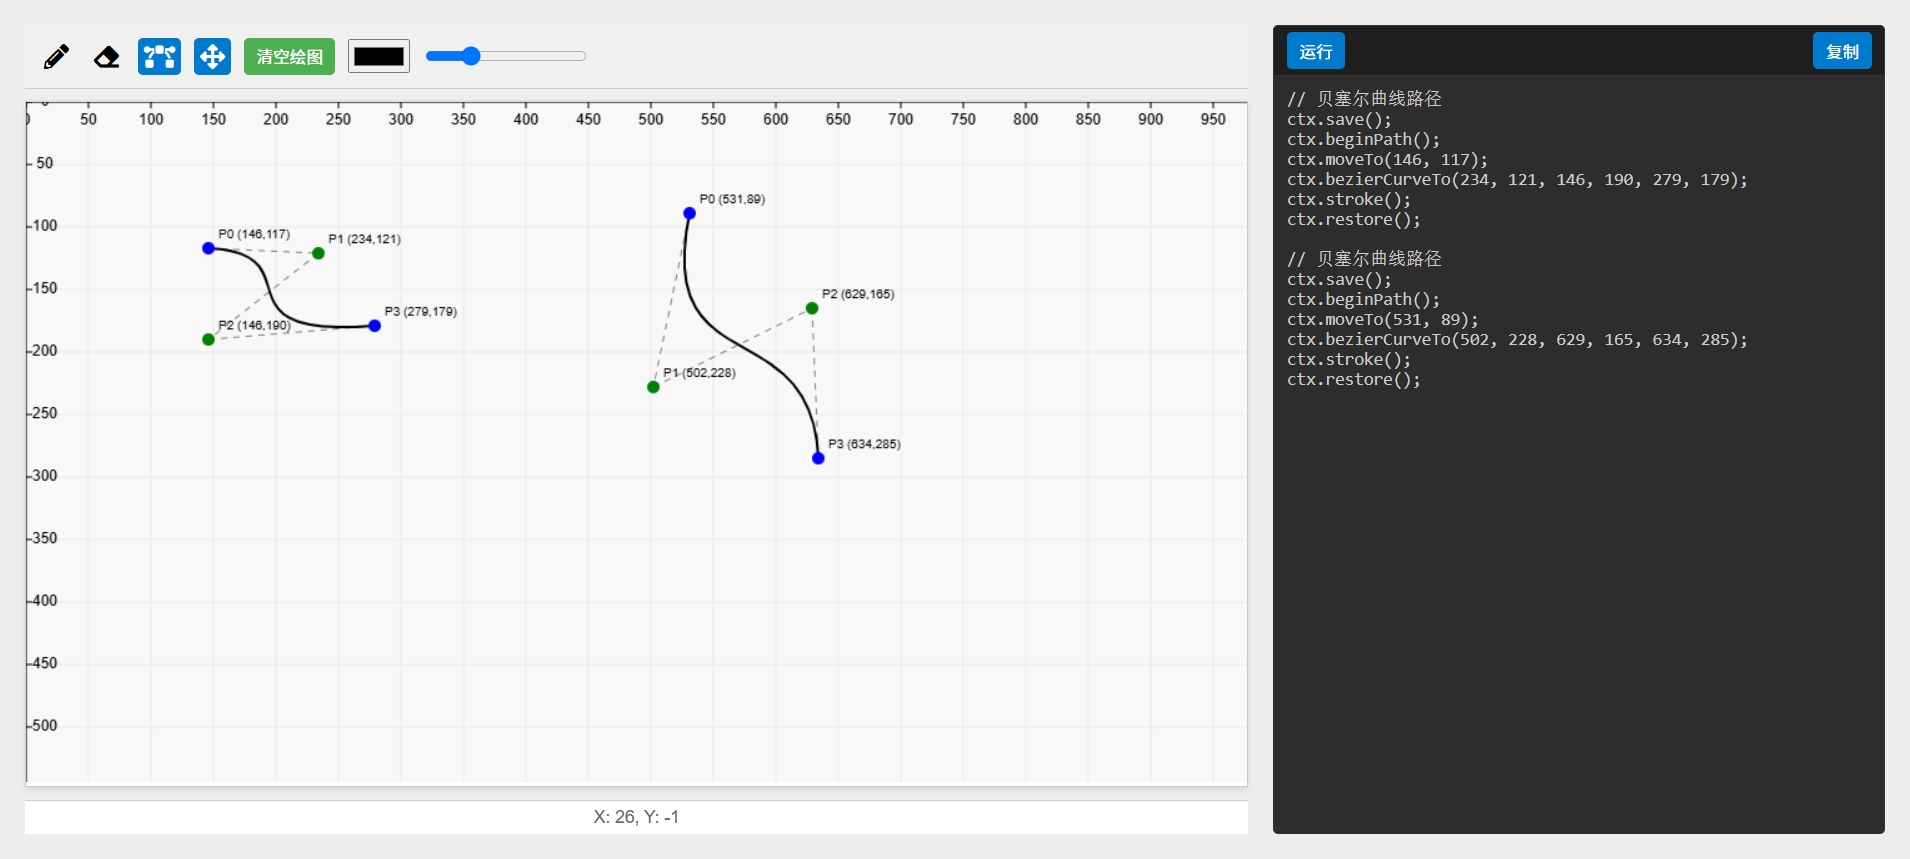 清空绘图
0 50 100 150 200 250 300 350 400 450 500 550 600 650 700 750 800 850 900 950
50
100
150
200
250
300
350
400
450
500
P0 (146,117)
P1 (234,121)
P2 (146,190)
P3 (279,179)
P0 (531,89)
P2 (629,165)
P1 (502,228)
P3 (634,285)
X: 26, Y: -1
运行 复制
// 贝塞尔曲线路径
ctx.save();
ctx.beginPath();
ctx.moveTo(146, 117);
ctx.bezierCurveTo(234, 121, 146, 190, 279, 179);
ctx.stroke();
ctx.restore();
// 贝塞尔曲线路径
ctx.save();
ctx.beginPath();
ctx.moveTo(531, 89);
ctx.bezierCurveTo(502, 228, 629, 165, 634, 285);
ctx.stroke();
ctx.restore();